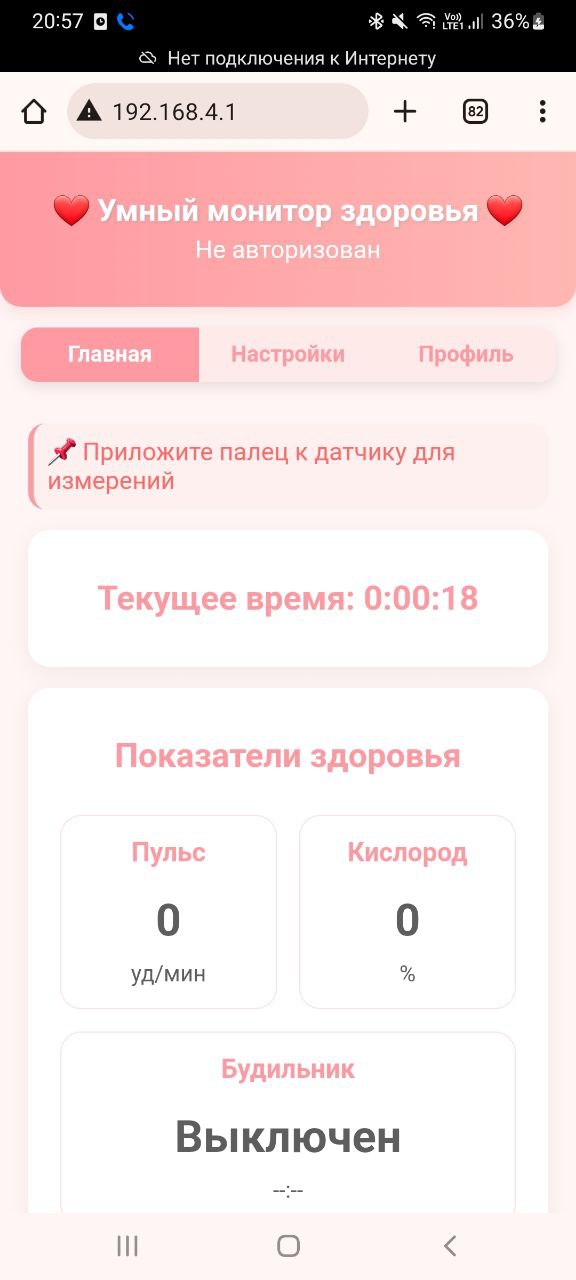 20:57 Vo)) LTE1 36%
Нет подключения к Интернету
192.168.4.1 82
Умный монитор здоровья
Не авторизован
Главная Настройки Профиль
Приложите палец к датчику для
измерений
Текущее время: 0:00:18
Показатели здоровья
Пульс Кислород
0 0
уд/мин %
Будильник
Выключен
--:--